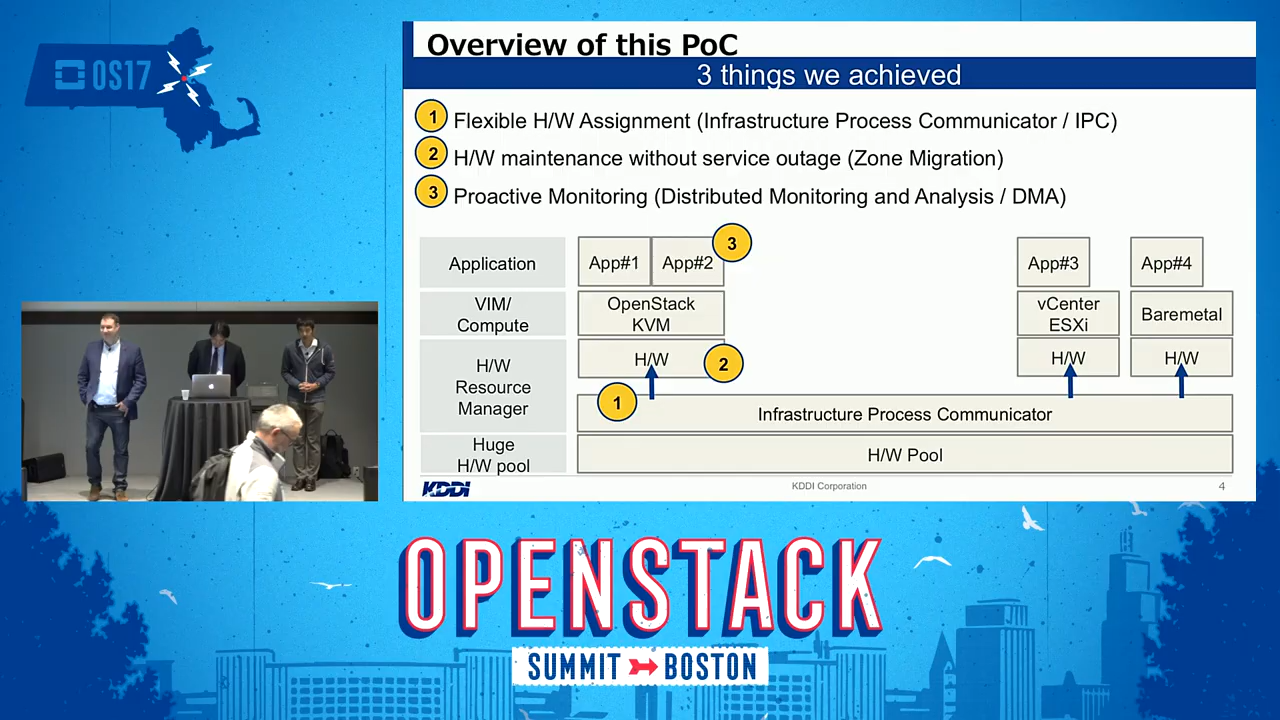 OS17
Overview of this PoC
3 things we achieved
1 Flexible H/W Assignment (Infrastructure Process Communicator / IPC)
2 H/W maintenance without service outage (Zone Migration)
3 Proactive Monitoring (Distributed Monitoring and Analysis / DMA)
Application
App#1
App#2
3
App#3
App#4
VIM/
Compute
OpenStack
KVM
vCenter
ESXi
Baremetal
H/W
Resource
Manager
H/W
2
H/W
H/W
1
Infrastructure Process Communicator
Huge
H/W pool
H/W Pool
KDDI
KDDI Corporation
4
OPENSTACK
SUMMIT BOSTON